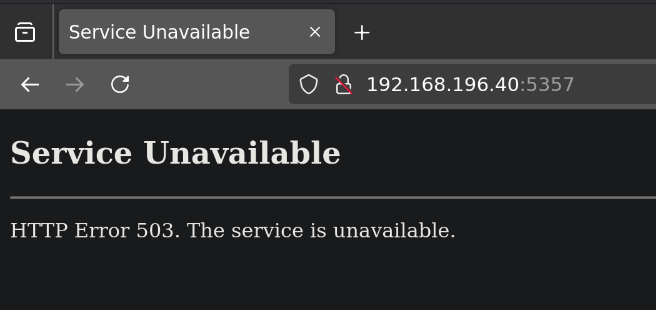 Service Unavailable
192.168.196.40:5357
Service Unavailable
HTTP Error 503. The service is unavailable.